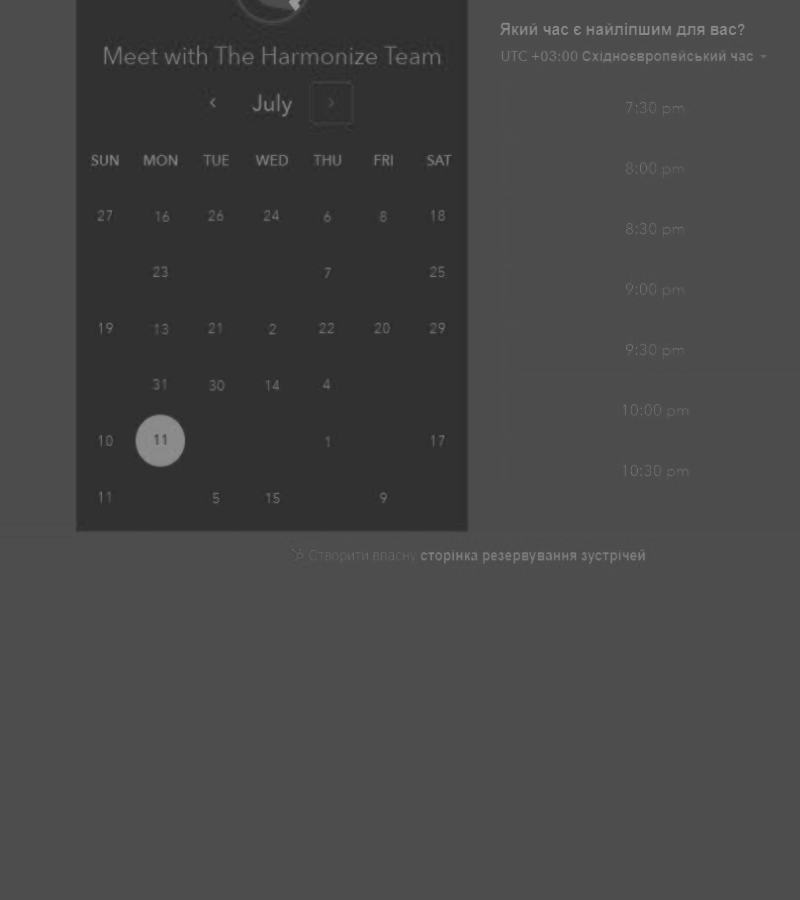 Meet with The Harmonize Team
‹ July ›
SUN MON TUE WED THU FRI SAT
27 16 26 24 6 8 18
23 7 25
19 13 21 2 22 20 29
31 30 14 4
10 11 1 17
11 5 15 9
Який час є найліпшим для вас?
UTC +03:00 Східноєвропейський час
7:30 pm
8:00 pm
8:30 pm
9:00 pm
9:30 pm
10:00 pm
10:30 pm
Створити власну сторінка резервування зустрічей